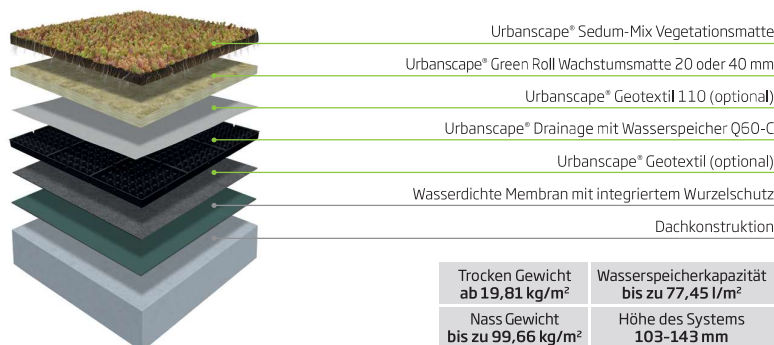 Urbanscape® Sedum-Mix Vegetationsmatte
Urbanscape® Green Roll Wachstumsmatte 20 oder 40 mm
Urbanscape® Geotextil 110 (optional)
Urbanscape® Drainage mit Wasserspeicher Q60-C
Urbanscape® Geotextil (optional)
Wasserdichte Membran mit integriertem Wurzelschutz
Dachkonstruktion
Trocken Gewicht
ab 19,81 kg/m²
Wasserspeicherkapazität
bis zu 77,45 l/m²
Nass Gewicht
bis zu 99,66 kg/m²
Höhe des Systems
103-143 mm